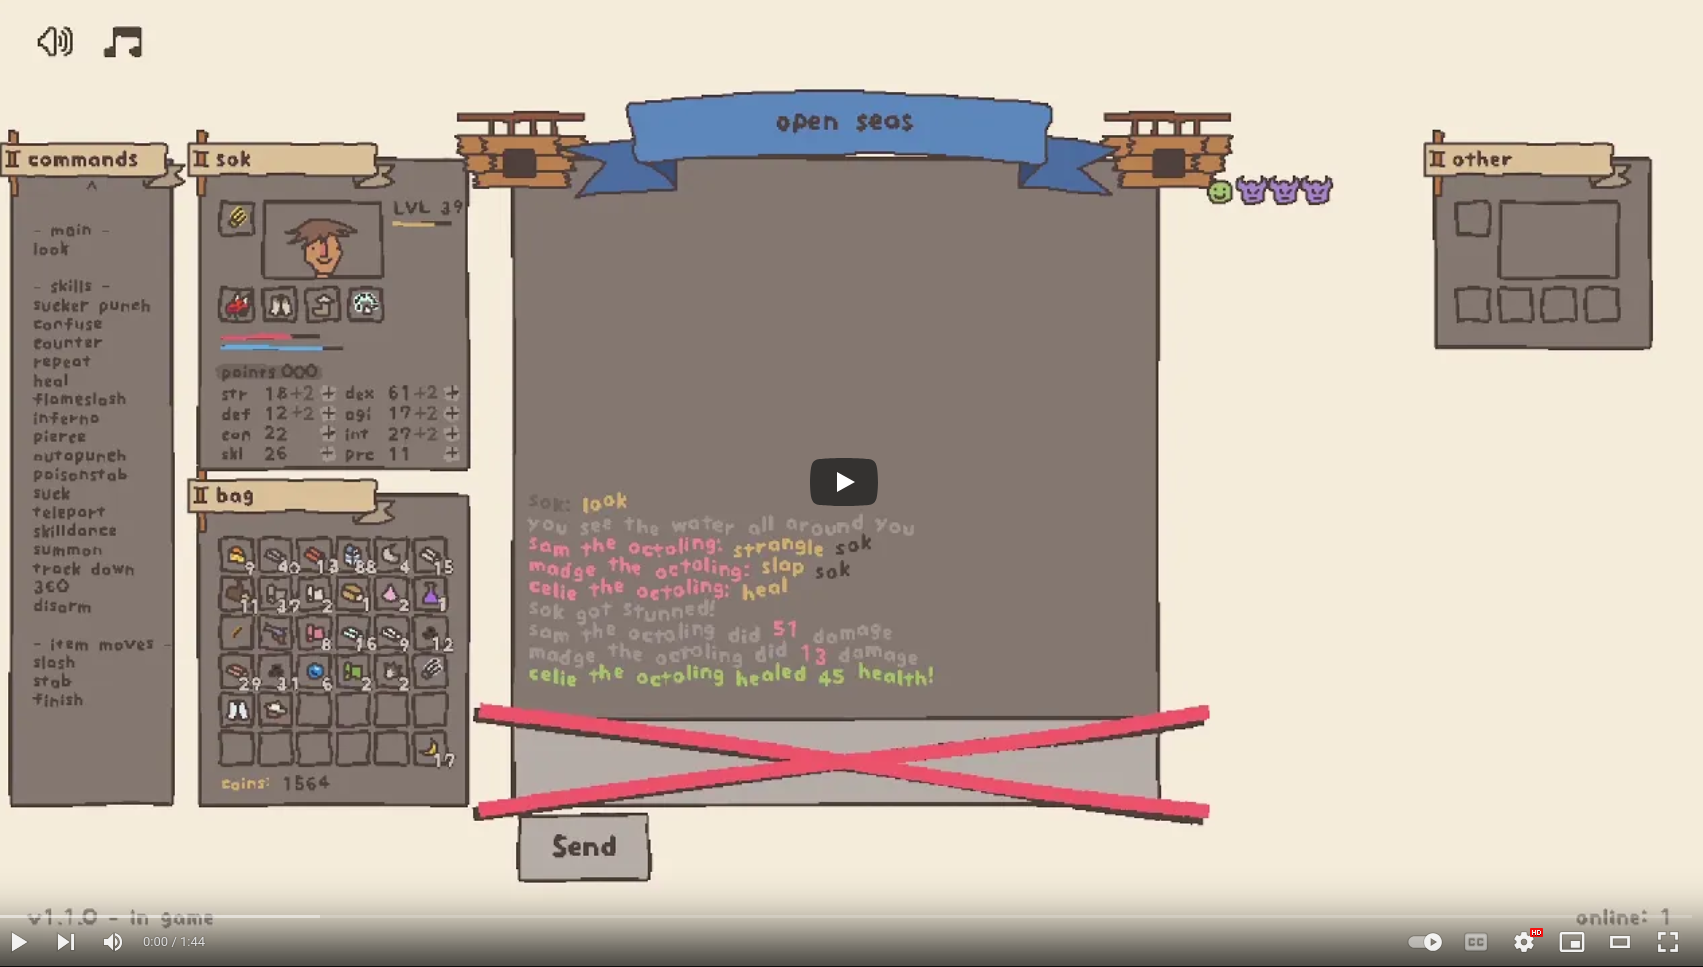 open seas
commands
^
- main -
look
- skills -
sucker punch
confuse
counter
repeat
heal
flameslash
inferno
pierce
autopunch
poisonstab
suck
teleport
skilldance
summon
track down
360
disarm
- item moves -
slash
stab
finish
sok
LVL 39
points 000
str 18+2 + dex 61+2 +
def 12+2 + agi 17+2 +
con 22 + int 27+2 +
skl 26 + prc 11 +
bag
9 40 13 88 4 15
11 37 2 1 2 1
8 16 9 12
29 31 6 2 2
17
coins: 1564
sok: look
you see the water all around you
sam the octoling: strangle sok
madge the octoling: slap sok
celie the octoling: heal
sok got stunned!
sam the octoling did 51 damage
madge the octoling did 13 damage
celie the octoling healed 45 health!
Send
other
v1.1.0 - in game
online: 1
0:00 / 1:44
CC
HD